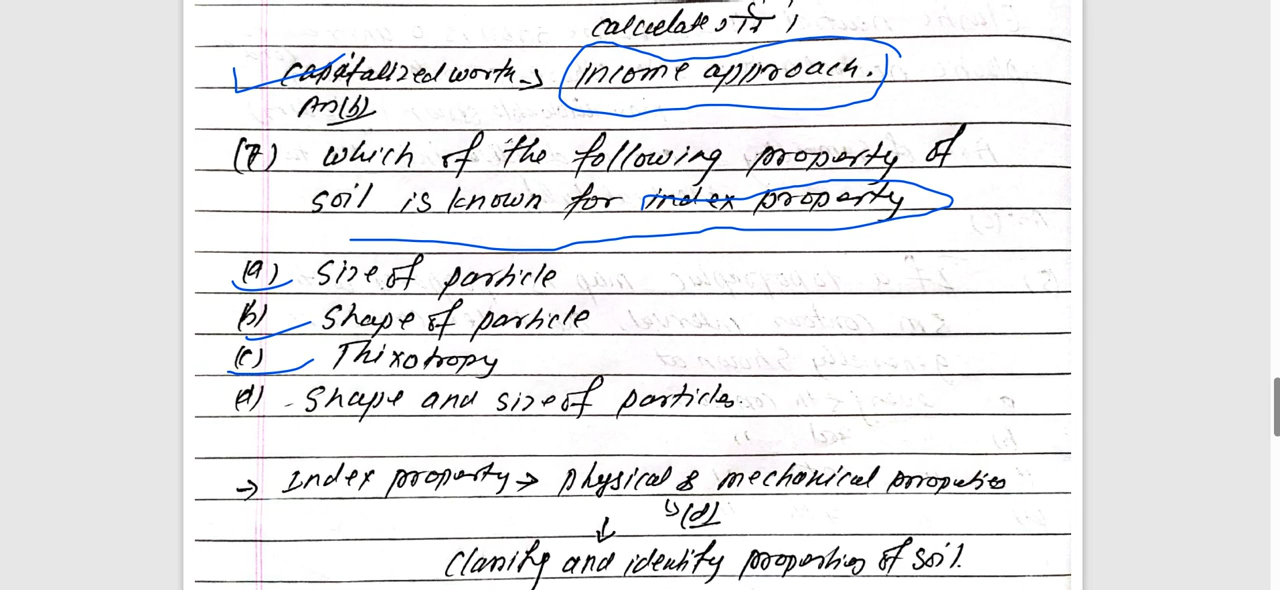 calculate
capitalized worth → income approach.
Ans(b)
(7) which of the following property of
soil is known for index property
(a) Size of particle
(b) Shape of particle
(c) Thixotropy
(d) - Shape and size of particles.
→ Index property → physical & mechanical properties
↳(d)
↓
Classify and identify properties of soil.